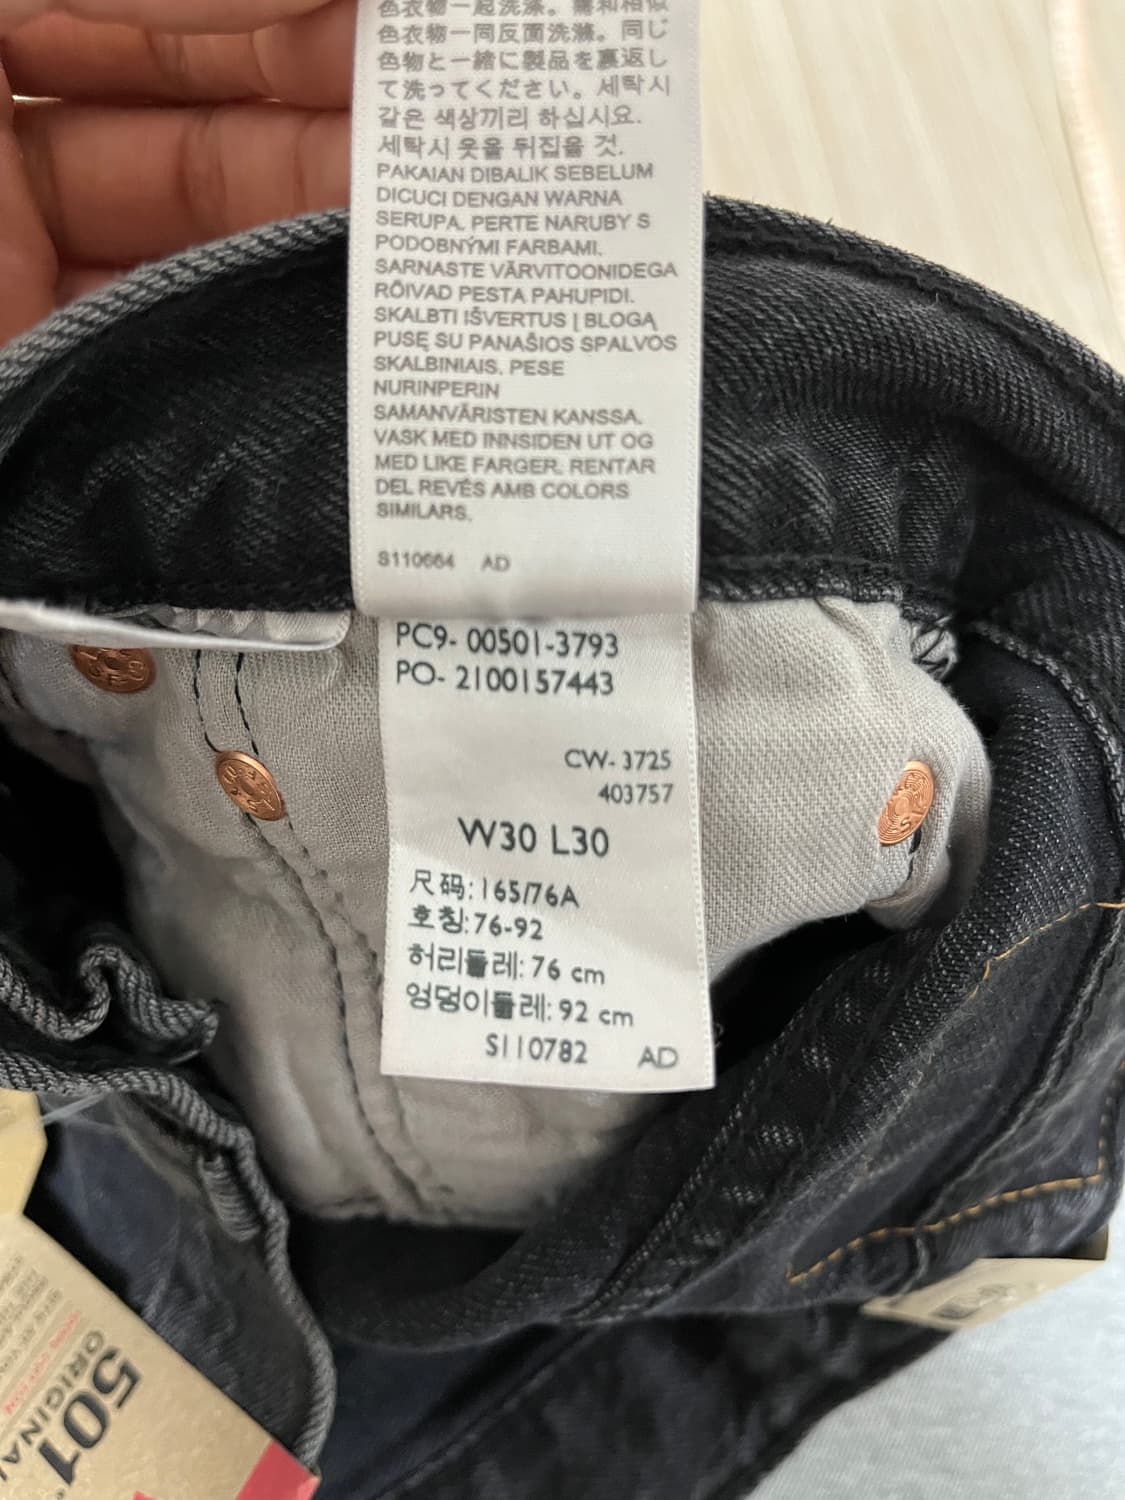 色衣物一起洗滌。需和相似
色衣物一同反面洗滌。同じ
色物と一緒に製品を裏返し
て洗ってください。세탁시
같은 색상끼리 하십시요.
세탁시 옷을 뒤집을 것.
PAKAIAN DIBALIK SEBELUM
DICUCI DENGAN WARNA
SERUPA. PERTE NARUBY S
PODOBNÝMI FARBAMI.
SARNASTE VÄRVITOONIDEGA
RÕIVAD PESTA PAHUPIDI.
SKALBTI IŠVERTUS Į BLOGĄ
PUSĘ SU PANAŠIOS SPALVOS
SKALBINIAIS. PESE
NURINPERIN
SAMANVÄRISTEN KANSSA.
VASK MED INNSIDEN UT OG
MED LIKE FARGER. RENTAR
DEL REVÉS AMB COLORS
SIMILARS.
S110664 AD
PC9- 00501-3793
PO- 2100157443
CW- 3725
403757
W30 L30
尺码: 165/76A
호칭: 76-92
허리둘레: 76 cm
엉덩이둘레: 92 cm
S110782 AD
501
ORIGINAL